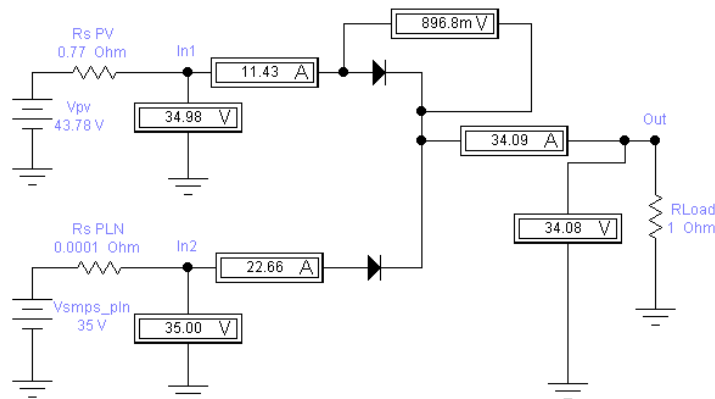 896.8m V
Rs PV
0.77 Ohm
In1
11.43 A
Vpv
43.78 V
34.98 V
Out
34.09 A
RLoad
1 Ohm
34.08 V
Rs PLN
0.0001 Ohm
In2
22.66 A
Vsmps_pln
35 V
35.00 V